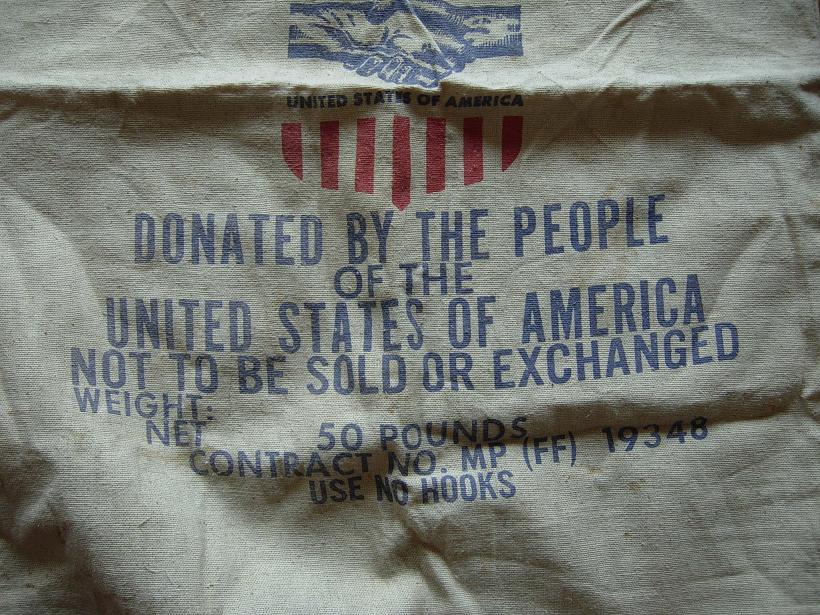 UNITED STATES OF AMERICA
DONATED BY THE PEOPLE
OF THE
UNITED STATES OF AMERICA
NOT TO BE SOLD OR EXCHANGED
WEIGHT:
NET 50 POUNDS
CONTRACT NO. MP (FF) 19348
USE NO HOOKS